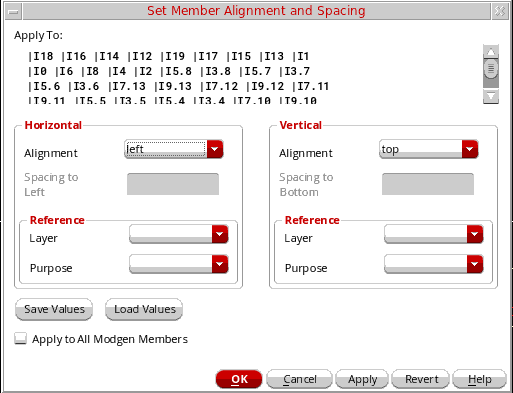 Set Member Alignment and Spacing
Apply To:
|I18 |I16 |I14 |I12 |I19 |I17 |I15 |I13 |I1
|I0 |I6 |I8 |I4 |I2 |I5.8 |I3.8 |I5.7 |I3.7
|I5.6 |I3.6 |I7.13 |I9.13 |I7.12 |I9.12 |I7.11
|I9.11 |I5.5 |I3.5 |I5.4 |I3.4 |I7.10 |I9.10
Horizontal
Alignment left
Spacing to
Left
Reference
Layer
Purpose
Vertical
Alignment top
Spacing to
Bottom
Reference
Layer
Purpose
Save Values Load Values
Apply to All Modgen Members
OK Cancel Apply Revert Help